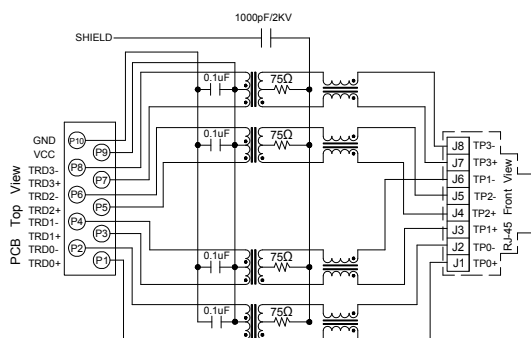 1000pF/2KV
SHIELD
0.1uF
75Ω
0.1uF
75Ω
0.1uF
75Ω
0.1uF
75Ω
PCB Top View
GND
VCC
TRD3-
TRD3+
TRD2-
TRD2+
TRD1-
TRD1+
TRD0-
TRD0+
P10
P9
P8
P7
P6
P5
P4
P3
P2
P1
J8 TP3-
J7 TP3+
J6 TP1-
J5 TP2-
J4 TP2+
J3 TP1+
J2 TP0-
J1 TP0+
RJ-45 Front View